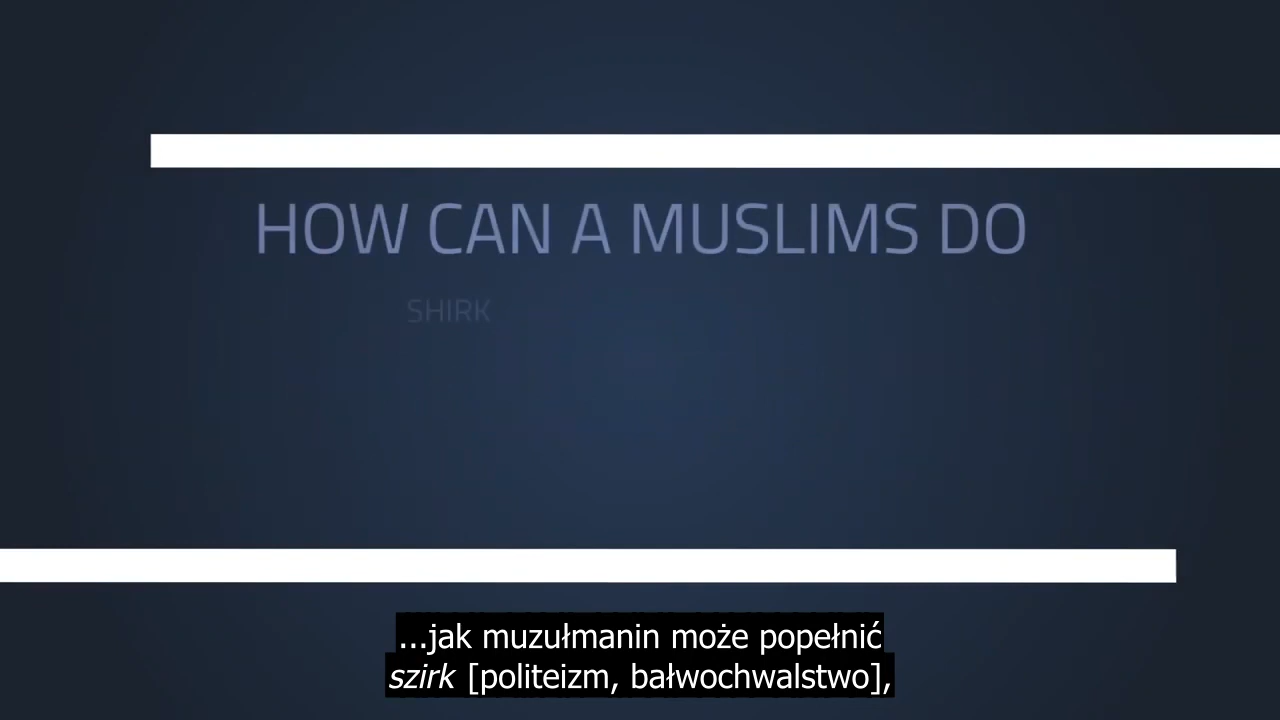 HOW CAN A MUSLIMS DO
SHIRK
...jak muzułmanin może popełnić
szirk [politeizm, bałwochwalstwo],